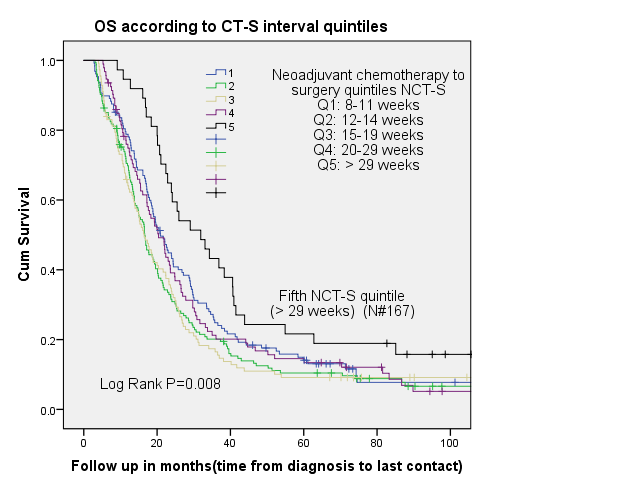 OS according to CT-S interval quintiles
1.0
0.8
0.6
0.4
0.2
0.0
Cum Survival
1
2
3
4
5
Neoadjuvant chemotherapy to
surgery quintiles NCT-S
Q1: 8-11 weeks
Q2: 12-14 weeks
Q3: 15-19 weeks
Q4: 20-29 weeks
Q5: > 29 weeks
Fifth NCT-S quintile
(> 29 weeks) (N#167)
Log Rank P=0.008
0 20 40 60 80 100
Follow up in months(time from diagnosis to last contact)